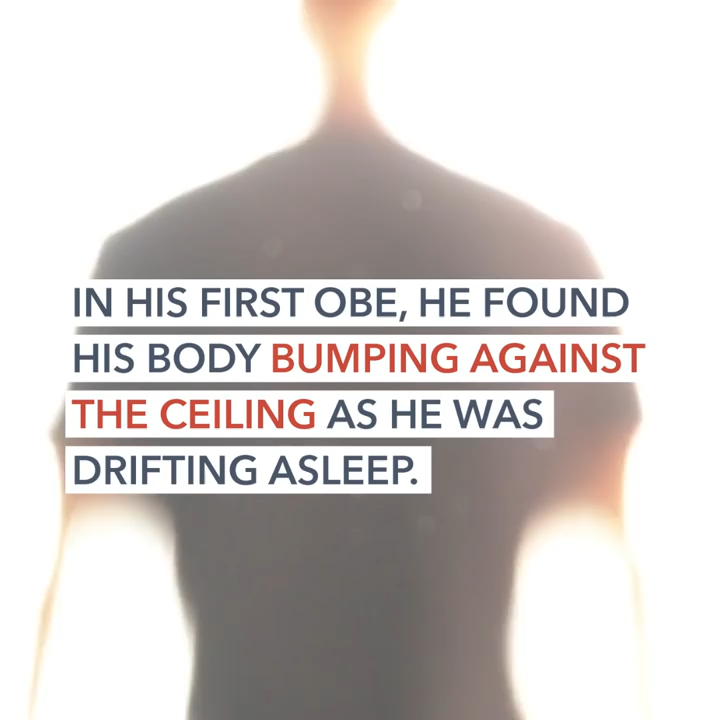 IN HIS FIRST OBE, HE FOUND
HIS BODY BUMPING AGAINST
THE CEILING AS HE WAS
DRIFTING ASLEEP.